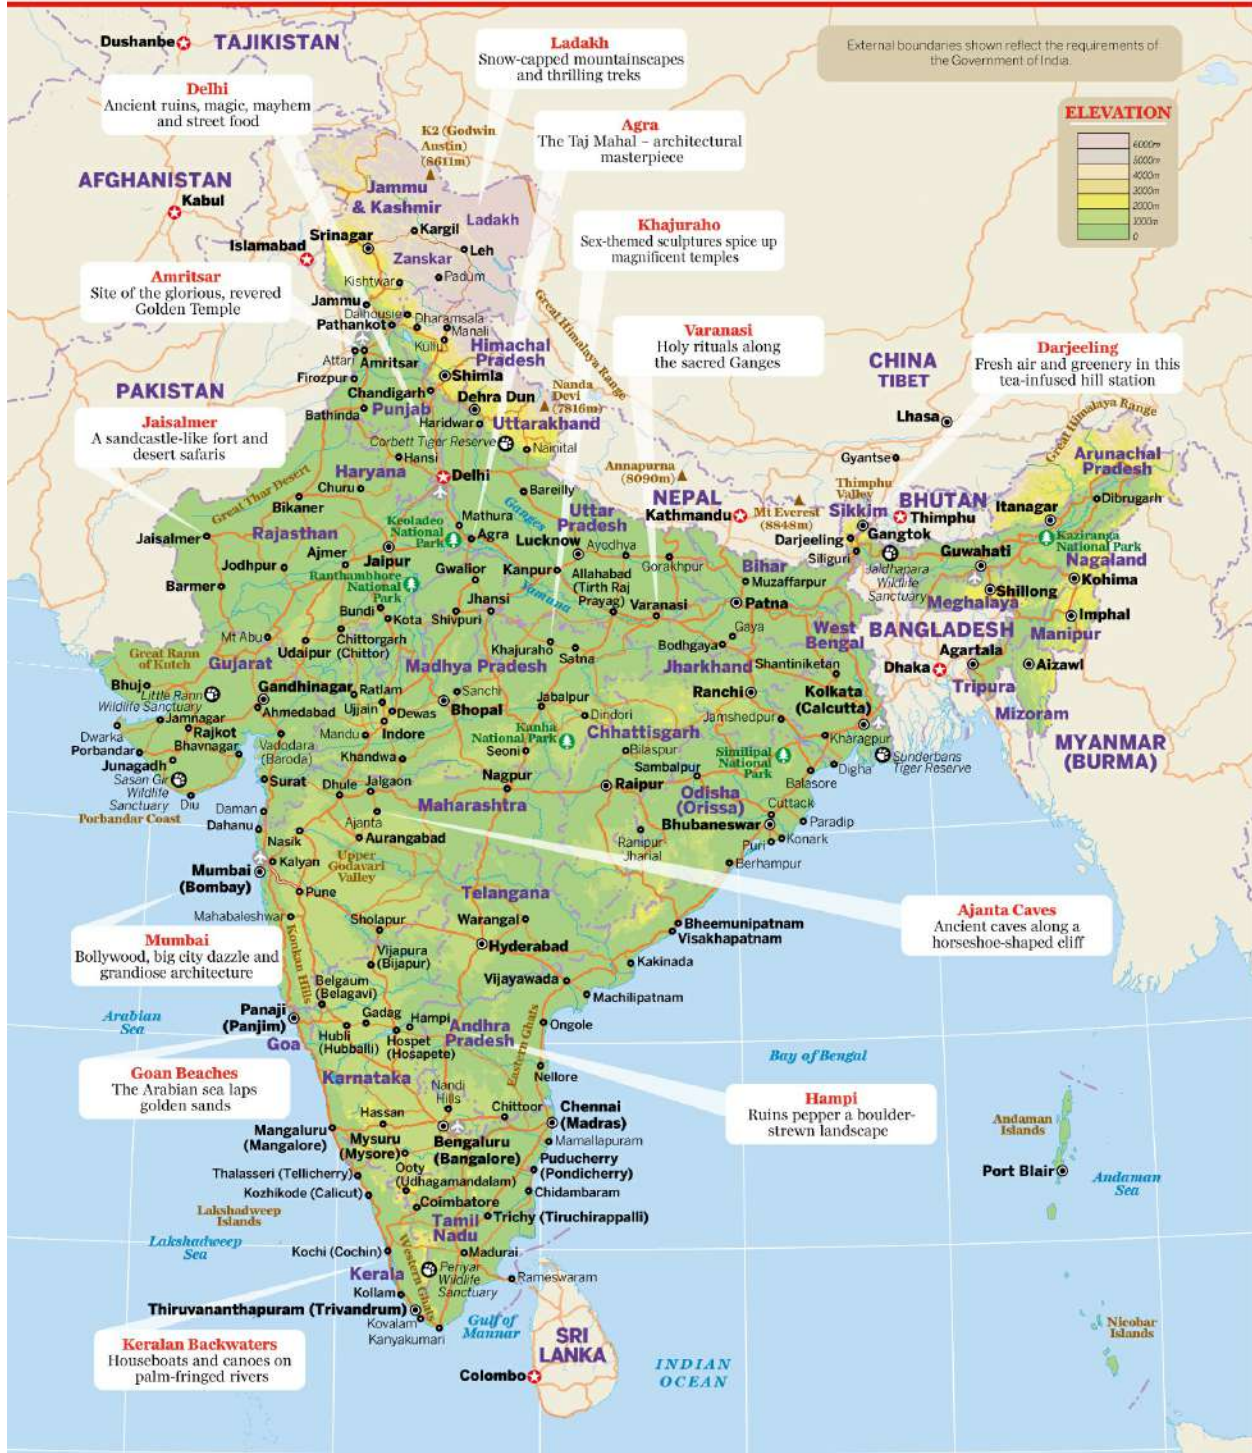 Dushanbe
TAJIKISTAN
Ladakh
Snow-capped mountainscapes
and thrilling treks
External boundaries shown reflect the requirements of
the Government of India.
Delhi
Ancient ruins, magic, mayhem
and street food
ELEVATION
6000m
5000m
4000m
3000m
2000m
1000m
0
K2 (Godwin
Austin)
(8611m)
Agra
The Taj Mahal – architectural
masterpiece
AFGHANISTAN
Kabul
Jammu
& Kashmir
Ladakh
Kargil
Srinagar
Islamabad
Leh
Zanskar
Padum
Kishtwar
Khajuraho
Sex-themed sculptures spice up
magnificent temples
Amritsar
Site of the glorious, revered
Golden Temple
Jammu
Dalhousie
Dharamsala
Pathankot
Manali
Kullu
Himachal
Pradesh
Great Himalaya Range
Attari
Amritsar
Firozpur
Shimla
Varanasi
Holy rituals along
the sacred Ganges
CHINA
TIBET
Darjeeling
Fresh air and greenery in this
tea-infused hill station
PAKISTAN
Chandigarh
Dehra Dun
Nanda
Devi
(7816m)
Bathinda
Punjab
Haridwar
Uttarakhand
Lhasa
Great Himalaya Range
Jaisalmer
A sandcastle-like fort and
desert safaris
Corbett Tiger Reserve
Nainital
Hansi
Gyantse
Arunachal
Pradesh
Great Thar Desert
Haryana
Delhi
Churu
Bikaner
Bareilly
Annapurna
(8090m)
NEPAL
Kathmandu
Mt Everest
(8848m)
Thimphu
Valley
Sikkim
BHUTAN
Thimphu
Itanagar
Dibrugarh
Jaisalmer
Rajasthan
Keoladeo
National
Park
Mathura
Agra
Ganges
Uttar
Pradesh
Lucknow
Ayodhya
Gorakhpur
Darjeeling
Gangtok
Siliguri
Guwahati
Kaziranga
National Park
Nagaland
Ajmer
Jaipur
Jodhpur
Ranthambhore
National
Park
Gwalior
Kanpur
Allahabad
(Tirth Raj
Prayag)
Bihar
Muzaffarpur
Jaldhapara
Wildlife
Sanctuary
Kohima
Shillong
Meghalaya
Barmer
Bundi
Kota
Shivpuri
Jhansi
Yamuna
Varanasi
Patna
Imphal
Manipur
Mt Abu
Chittorgarh
(Chittor)
Udaipur
Khajuraho
Satna
Gaya
Bodhgaya
West
Bengal
BANGLADESH
Great Rann
of Kutch
Gujarat
Madhya Pradesh
Jharkhand
Shantiniketan
Agartala
Dhaka
Aizawl
Bhuj
Little Rann
Wildlife Sanctuary
Gandhinagar
Ahmedabad
Ratlam
Ujjain
Dewas
Sanchi
Bhopal
Jabalpur
Dindori
Ranchi
Kolkata
(Calcutta)
Tripura
Mizoram
Jamnagar
Dwarka
Rajkot
Porbandar
Bhavnagar
Vadodara
(Baroda)
Mandu
Indore
Kanha
National Park
Chhattisgarh
Jamshedpur
Kharagpur
MYANMAR
(BURMA)
Junagadh
Khandwa
Seoni
Bilaspur
Similipal
National
Park
Digha
Sunderbans
Tiger Reserve
Sasan Gir
Wildlife
Sanctuary
Diu
Surat
Dhule
Jalgaon
Nagpur
Sambalpur
Raipur
Balasore
Porbandar Coast
Daman
Dahanu
Ajanta
Maharashtra
Odisha
(Orissa)
Cuttack
Bhubaneswar
Paradip
Nasik
Aurangabad
Ranipur
Jharial
Puri
Konark
Kalyan
Upper
Godavari
Valley
Berhampur
Mumbai
(Bombay)
Pune
Telangana
Mahabaleshwar
Sholapur
Warangal
Bheemunipatnam
Visakhapatnam
Ajanta Caves
Ancient caves along a
horseshoe-shaped cliff
Mumbai
Bollywood, big city dazzle and
grandiose architecture
Konkan Hills
Vijapura
(Bijapur)
Hyderabad
Kakinada
Belgaum
(Belagavi)
Vijayawada
Machilipatnam
Arabian
Sea
Panaji
(Panjim)
Goa
Gadag
Hampi
Hubli
(Hubballi)
Hospet
(Hosapete)
Andhra
Pradesh
Eastern Ghats
Ongole
Bay of Bengal
Goan Beaches
The Arabian sea laps
golden sands
Karnataka
Nandi
Hills
Nellore
Hampi
Ruins pepper a boulder-
strewn landscape
Hassan
Chittoor
Chennai
(Madras)
Andaman
Islands
Mangaluru
(Mangalore)
Mysuru
(Mysore)
Bengaluru
(Bangalore)
Mamallapuram
Puducherry
(Pondicherry)
Port Blair
Andaman
Sea
Thalasseri (Tellicherry)
Ooty
(Udhagamandalam)
Kozhikode (Calicut)
Chidambaram
Coimbatore
Lakshadweep
Islands
Tamil
Nadu
Trichy (Tiruchirappalli)
Lakshadweep
Sea
Kochi (Cochin)
Western Ghats
Madurai
Kerala
Periyar
Wildlife
Sanctuary
Rameswaram
Kollam
Thiruvananthapuram (Trivandrum)
Kovalam
Kanyakumari
Gulf of
Mannar
SRI
LANKA
Nicobar
Islands
Keralan Backwaters
Houseboats and canoes on
palm-fringed rivers
Colombo
INDIAN
OCEAN